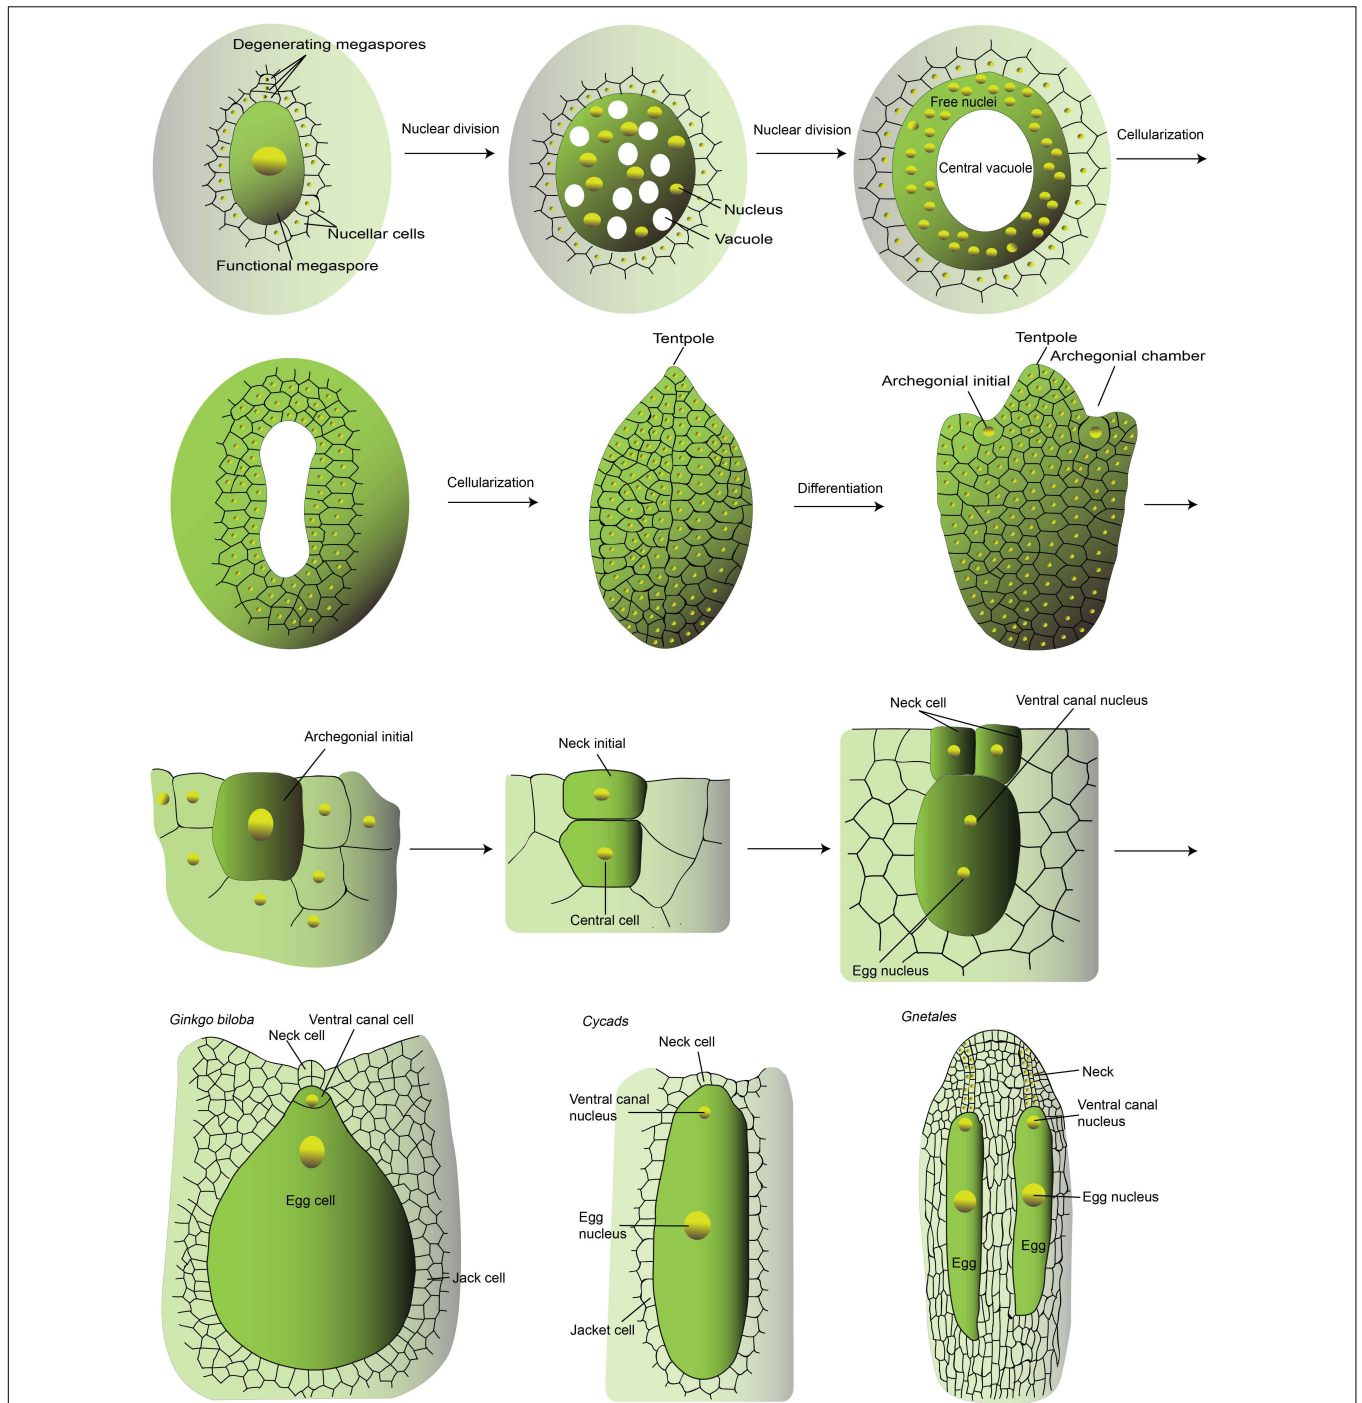 Degenerating megaspores
Nuclear division
Nucleus
Vacuole
Nucellar cells
Functional megaspore
Nuclear division
Free nuclei
Central vacuole
Cellularization
Cellularization
Tentpole
Differentiation
Tentpole
Archegonial chamber
Archegonial initial
Archegonial initial
Neck initial
Central cell
Neck cell
Ventral canal nucleus
Egg nucleus
Ginkgo biloba
Ventral canal cell
Neck cell
Egg cell
Jack cell
Cycads
Neck cell
Ventral canal
nucleus
Egg
nucleus
Jacket cell
Gnetales
Neck
Ventral canal
nucleus
Egg nucleus
Egg
Egg